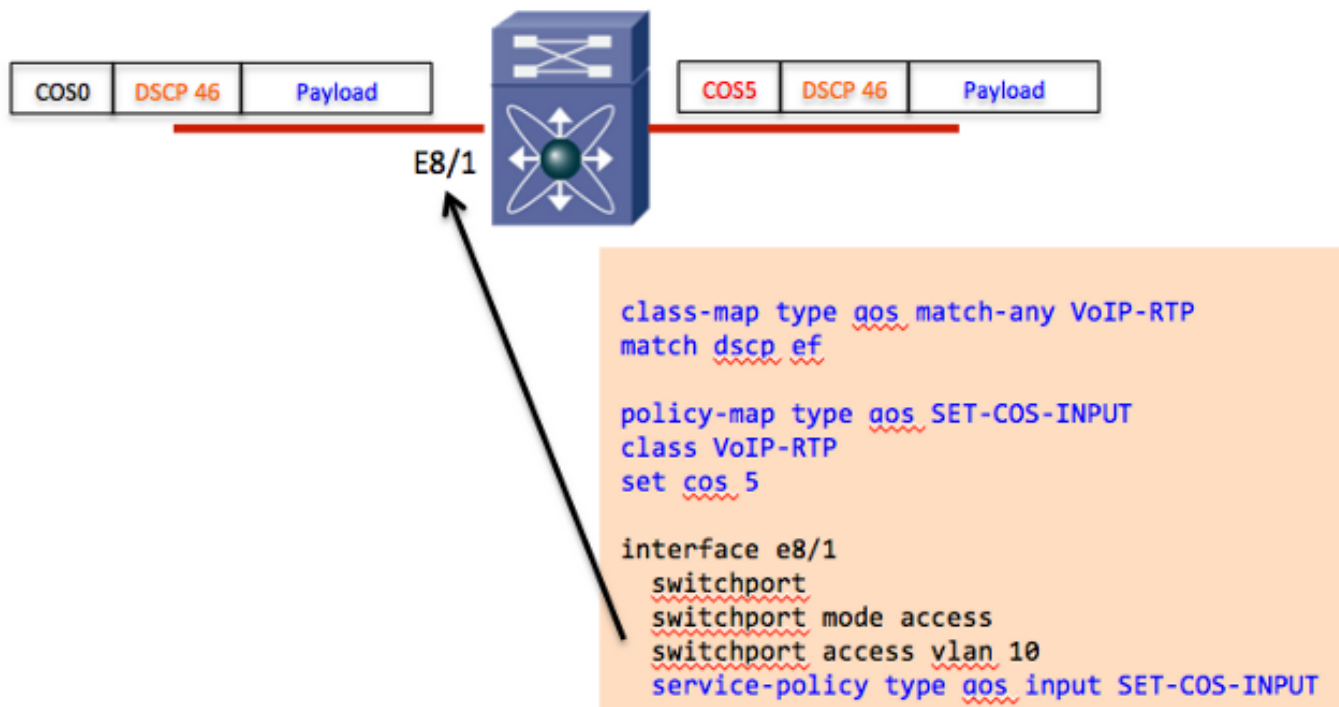 COS0 DSCP 46 Payload
COS5 DSCP 46 Payload
E8/1
class-map type qos match-any VoIP-RTP
match dscp ef
policy-map type qos SET-COS-INPUT
class VoIP-RTP
set cos 5
interface e8/1
switchport
switchport mode access
switchport access vlan 10
service-policy type qos input SET-COS-INPUT